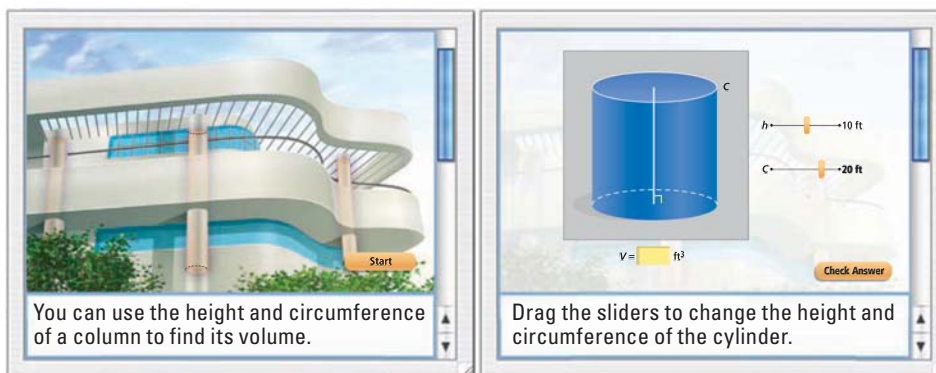 Start
You can use the height and circumference
of a column to find its volume.
C
h 10 ft
C 20 ft
V = ft³
Check Answer
Drag the sliders to change the height and
circumference of the cylinder.